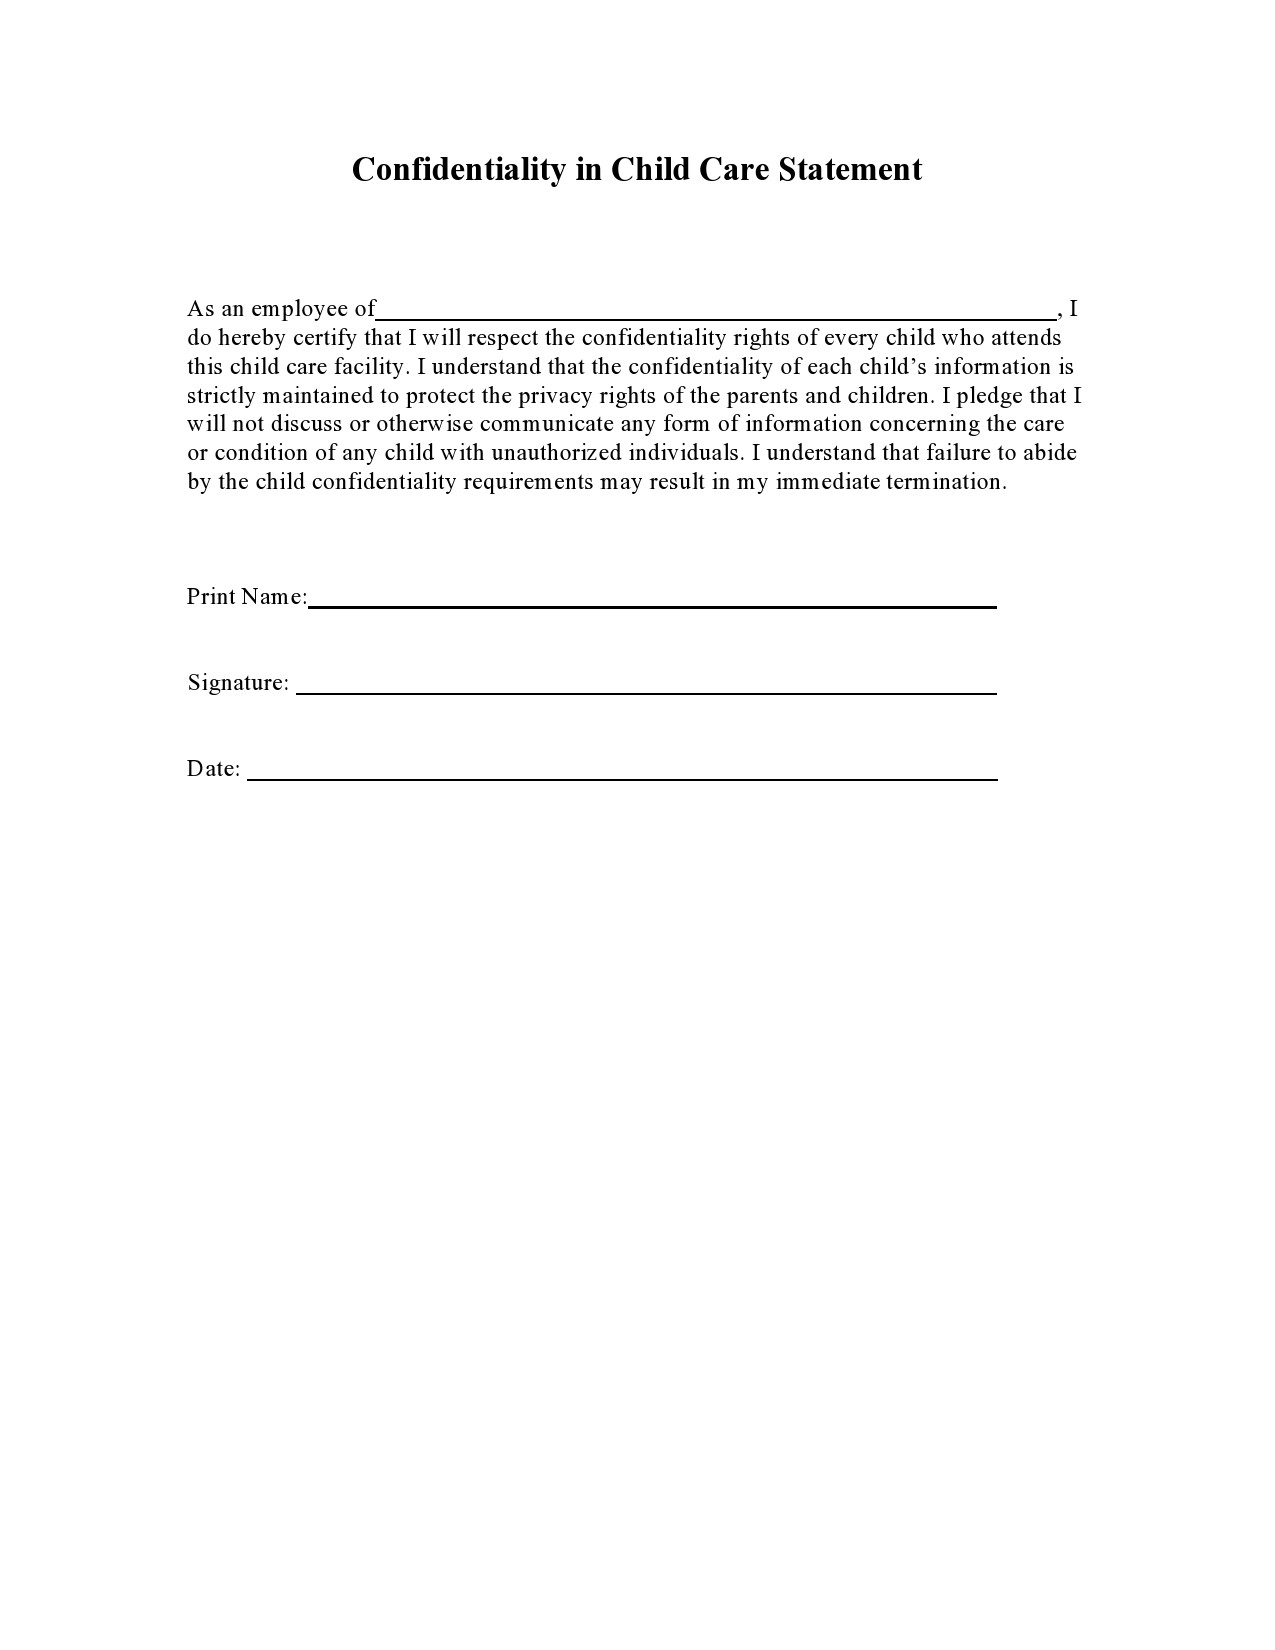 Confidentiality in Child Care Statement
As an employee of, I
do hereby certify that I will respect the confidentiality rights of every child who attends
this child care facility. I understand that the confidentiality of each child’s information is
strictly maintained to protect the privacy rights of the parents and children. I pledge that I
will not discuss or otherwise communicate any form of information concerning the care
or condition of any child with unauthorized individuals. I understand that failure to abide
by the child confidentiality requirements may result in my immediate termination.
Print Name:
Signature:
Date: